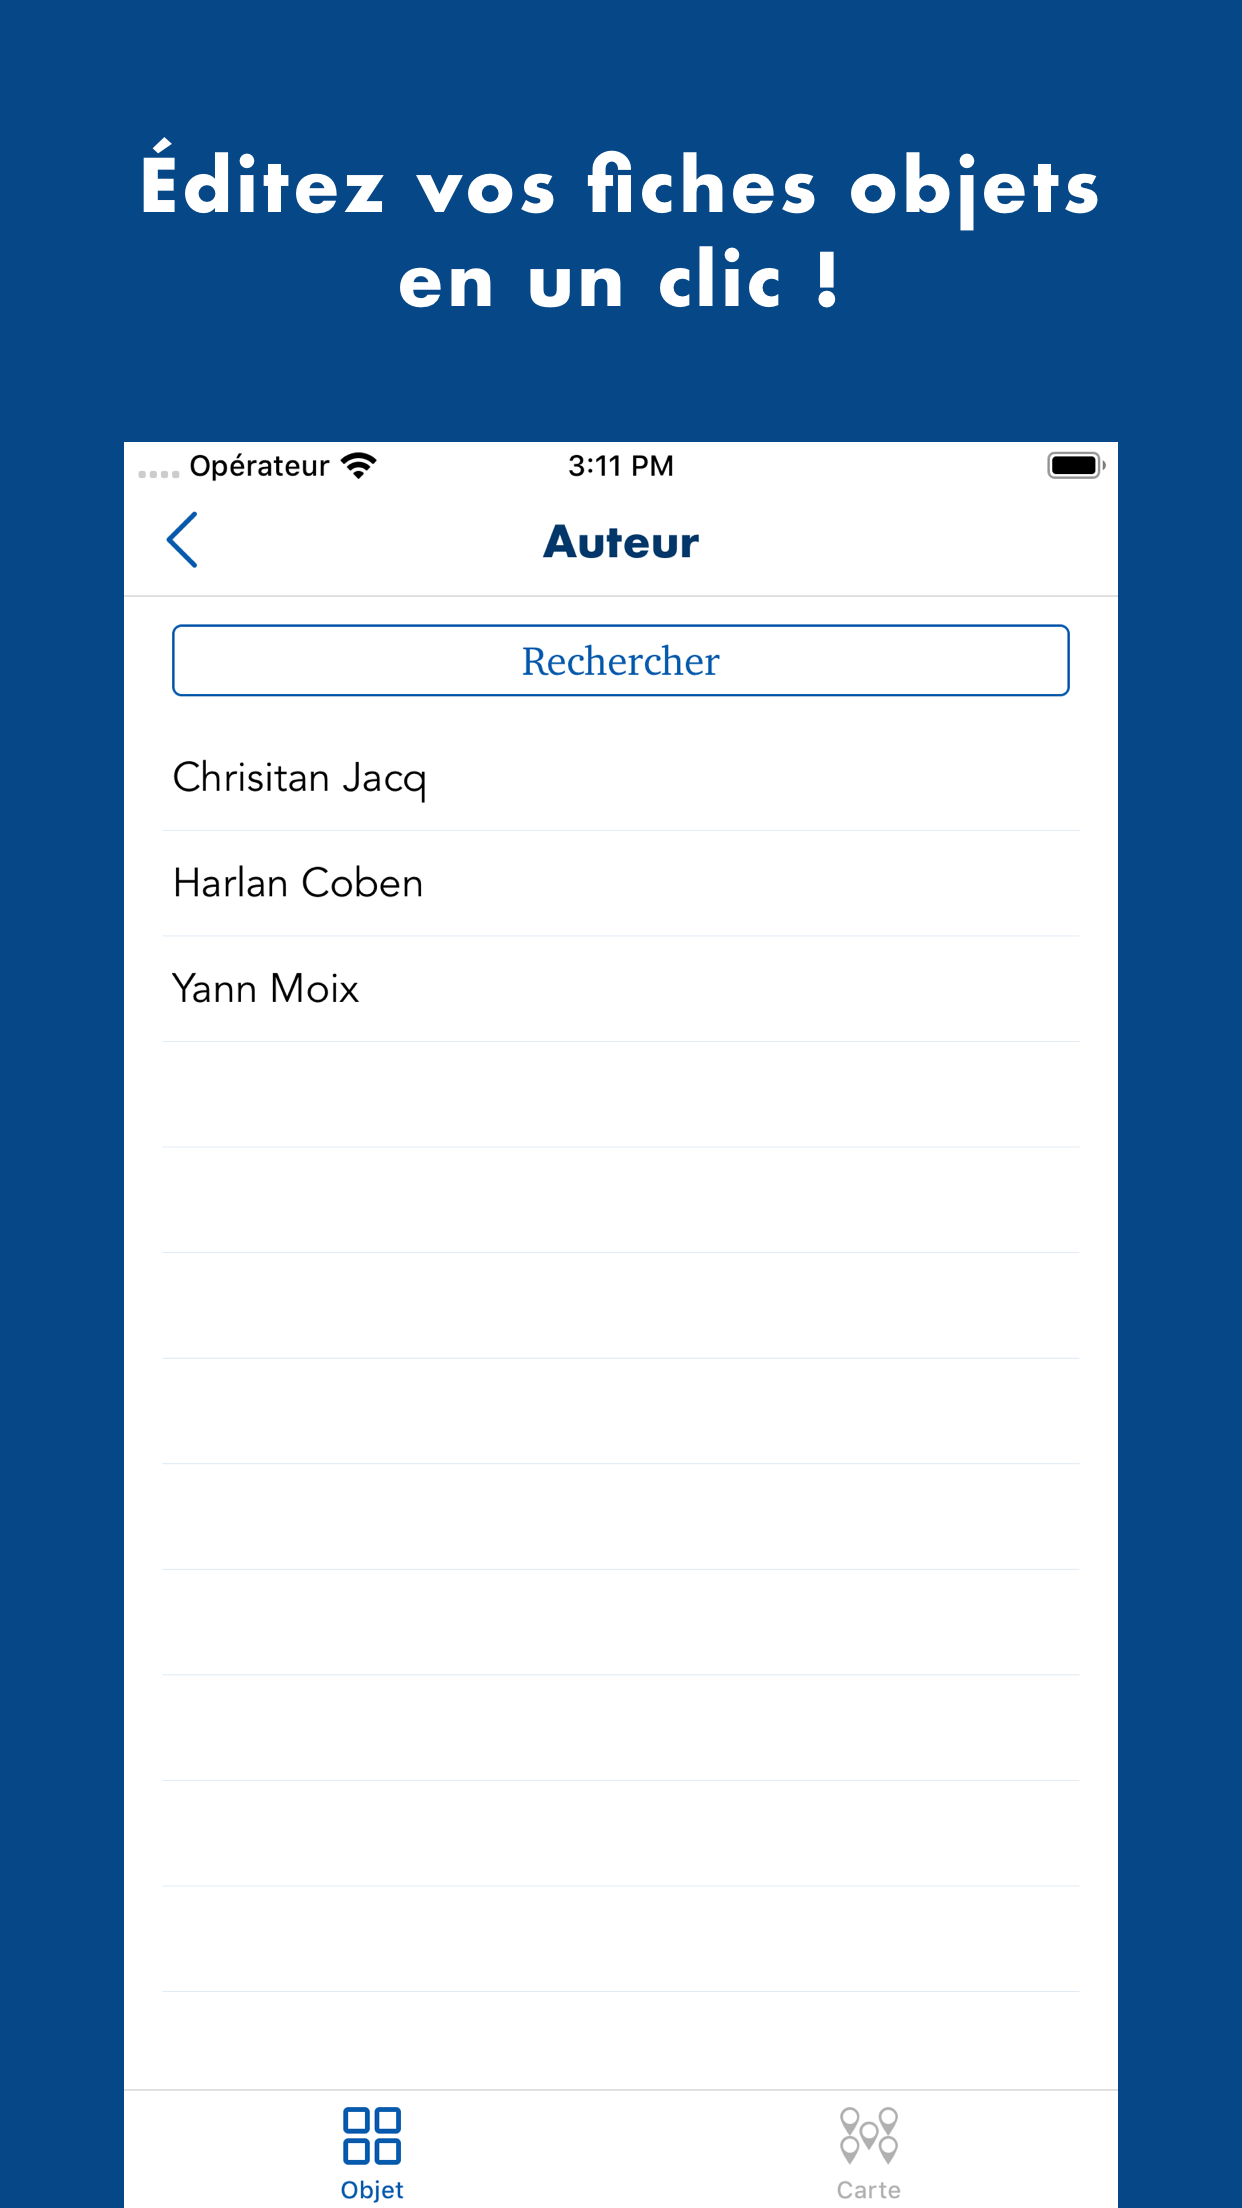 Éditez vos fiches objets
en un clic !
Opérateur 3:11 PM
Auteur
Rechercher
Chrisitan Jacq
Harlan Coben
Yann Moix
Objet Carte